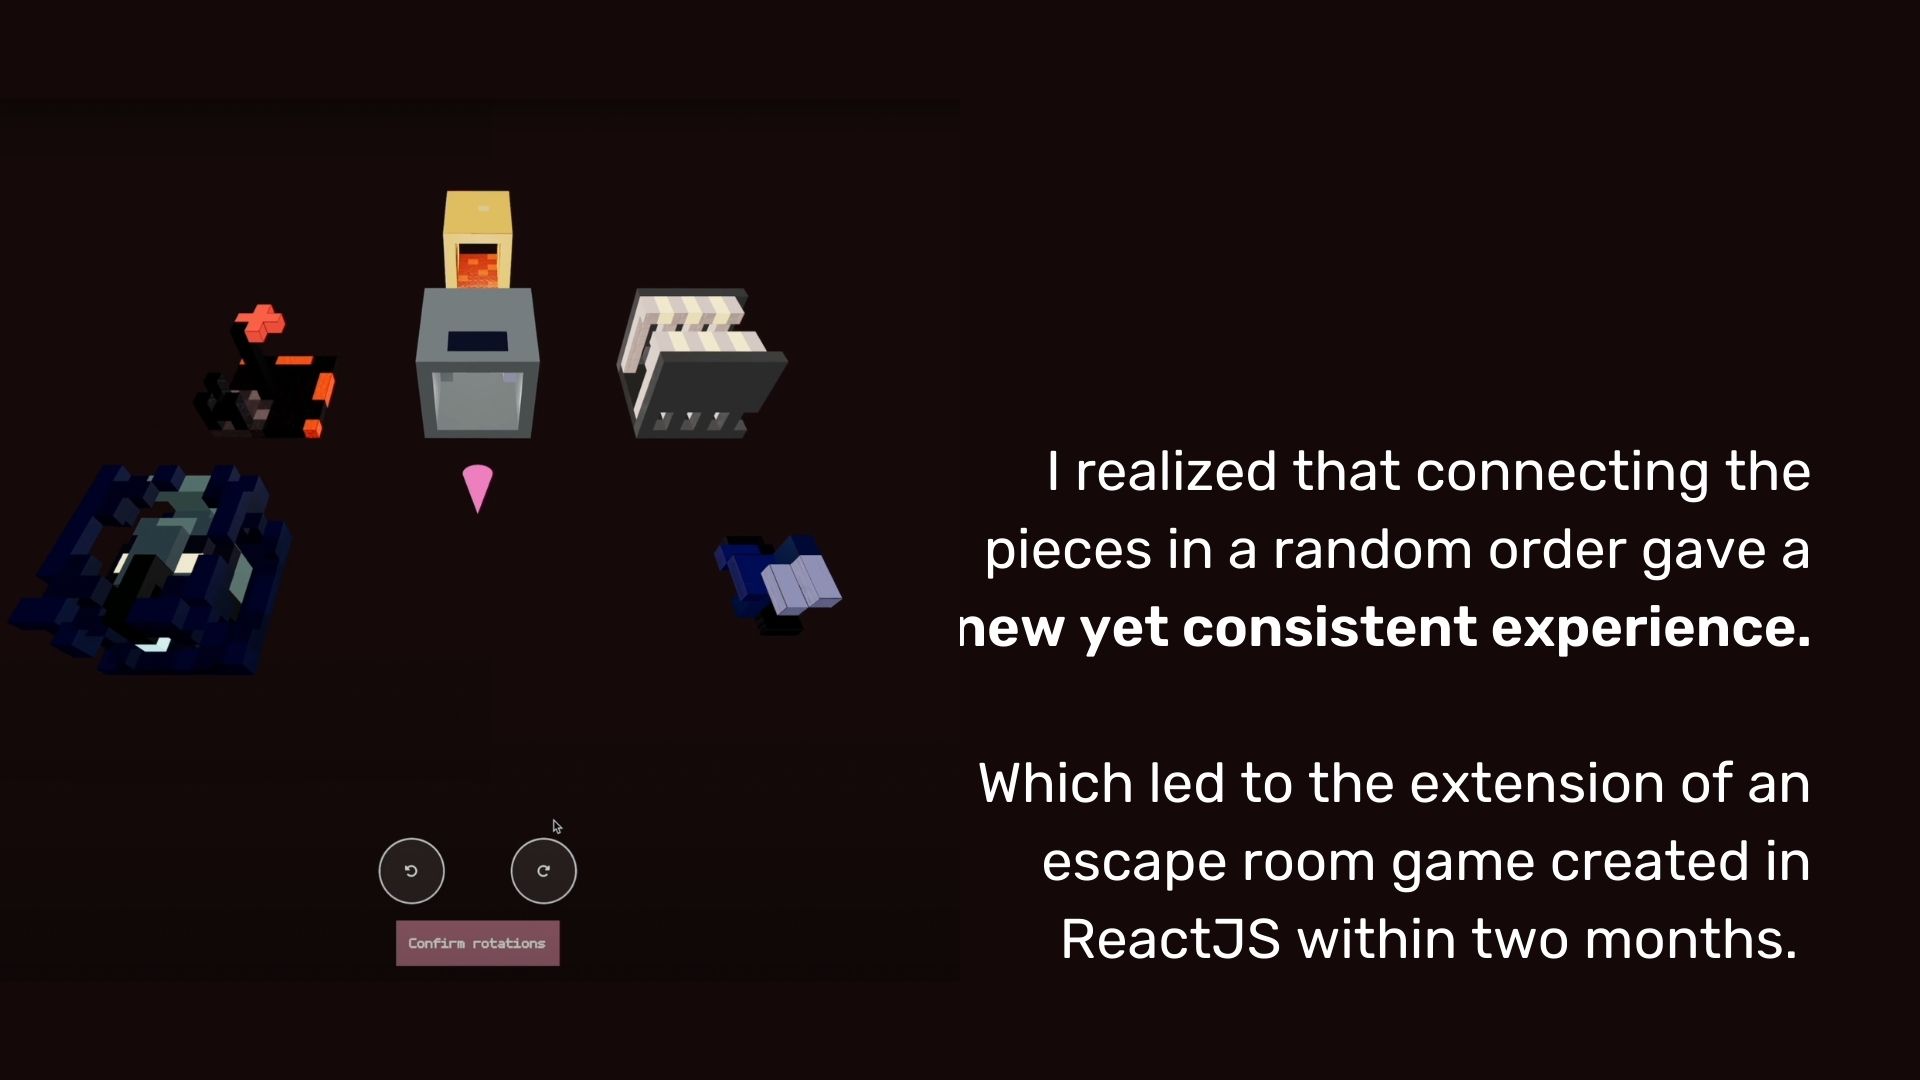 I realized that connecting the
pieces in a random order gave a
new yet consistent experience.
Which led to the extension of an
escape room game created in
ReactJS within two months.
Confirm rotations